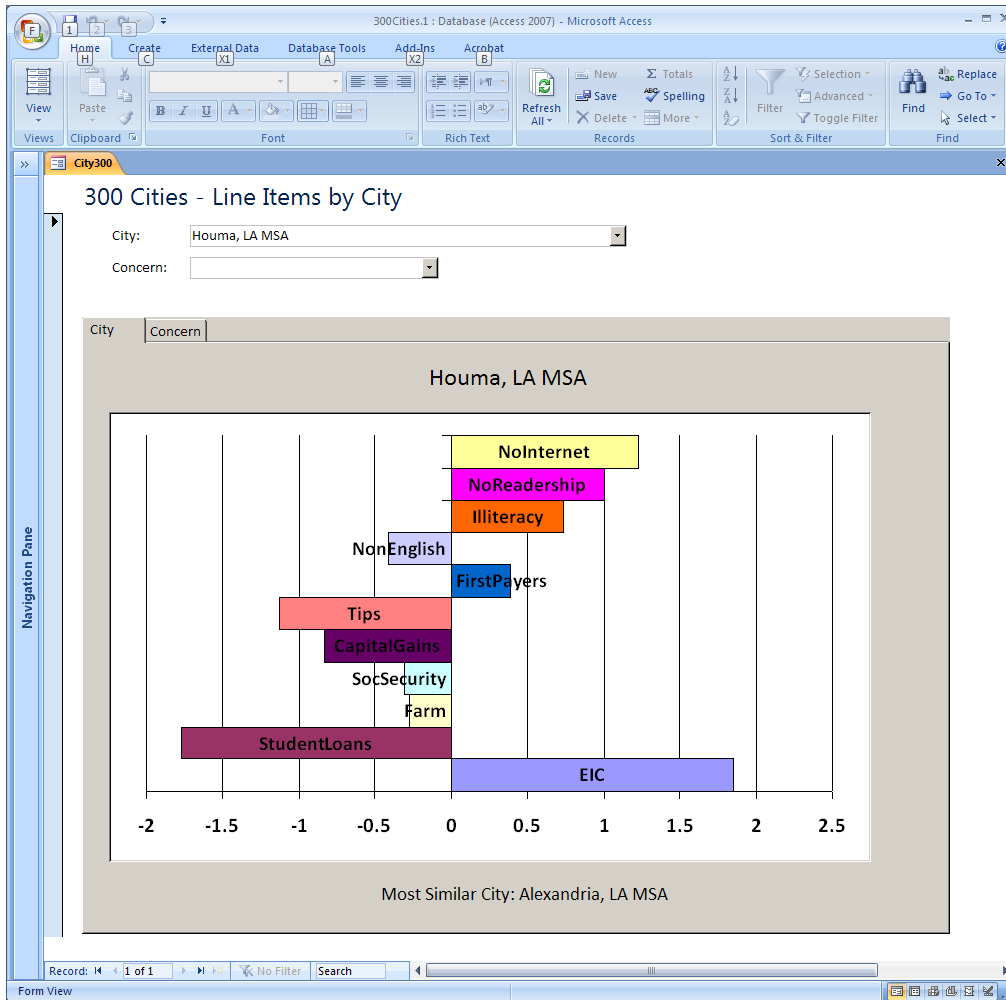 300Cities.1 : Database (Access 2007) - Microsoft Access
F 1 2 3
Home Create External Data Database Tools Add-Ins Acrobat
H C X1 A X2 B
View Paste Refresh All New Save Delete Totals Spelling More Filter Selection Advanced Toggle Filter Find Replace Go To Select
Views Clipboard Font Rich Text Records Sort & Filter Find
» City300
300 Cities - Line Items by City
City: Houma, LA MSA
Concern:
City Concern
Houma, LA MSA
NoInternet
NoReadership
Illiteracy
NonEnglish
FirstPayers
Tips
CapitalGains
SocSecurity
Farm
StudentLoans
EIC
-2 -1.5 -1 -0.5 0 0.5 1 1.5 2 2.5
Most Similar City: Alexandria, LA MSA
Navigation Pane
Record: 1 of 1 No Filter Search
Form View